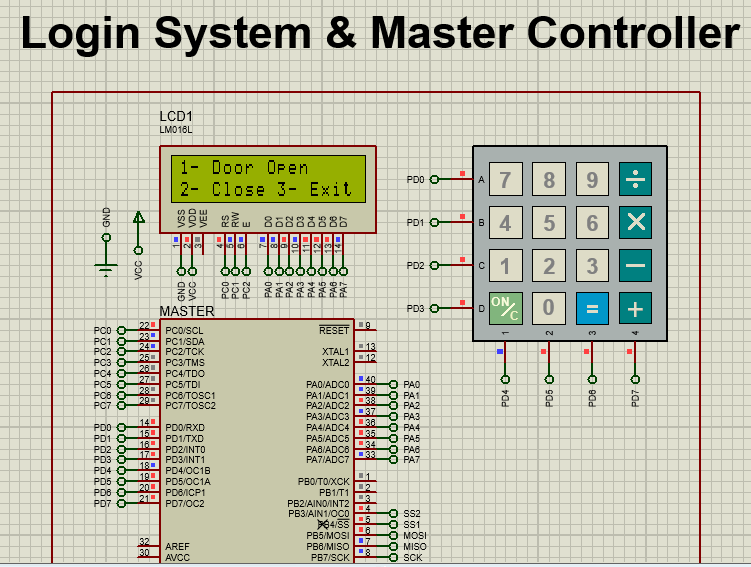 Login System & Master Controller
LCD1
LM016L
1- Door Open
2- Close 3- Exit
VSS VDD VEE RS RW E D0 D1 D2 D3 D4 D5 D6 D7
1 2 3 4 5 6 7 8 9 10 11 12 13 14
GND VCC PC0 PC1 PC2 PA0 PA1 PA2 PA3 PA4 PA5 PA6 PA7
GND
VCC
PD0 A 7 8 9 ÷
PD1 B 4 5 6 ×
PD2 C 1 2 3 −
PD3 D ON/C 0 = +
1 2 3 4
PD4 PD5 PD6 PD7
MASTER
PC0 22 PC0/SCL RESET 9
PC1 23 PC1/SDA
PC2 24 PC2/TCK XTAL1 13
PC3 25 PC3/TMS XTAL2 12
PC4 26 PC4/TDO
PC5 27 PC5/TDI PA0/ADC0 40 PA0
PC6 28 PC6/TOSC1 PA1/ADC1 39 PA1
PC7 29 PC7/TOSC2 PA2/ADC2 38 PA2
PA3/ADC3 37 PA3
PD0 14 PD0/RXD PA4/ADC4 36 PA4
PD1 15 PD1/TXD PA5/ADC5 35 PA5
PD2 16 PD2/INT0 PA6/ADC6 34 PA6
PD3 17 PD3/INT1 PA7/ADC7 33 PA7
PD4 18 PD4/OC1B
PD5 19 PD5/OC1A PB0/T0/XCK 1
PD6 20 PD6/ICP1 PB1/T1 2
PD7 21 PD7/OC2 PB2/AIN0/INT2 3
PB3/AIN1/OC0 4 SS2
PB4/SS 5 SS1
PB5/MOSI 6 MOSI
32 AREF PB6/MISO 7 MISO
30 AVCC PB7/SCK 8 SCK